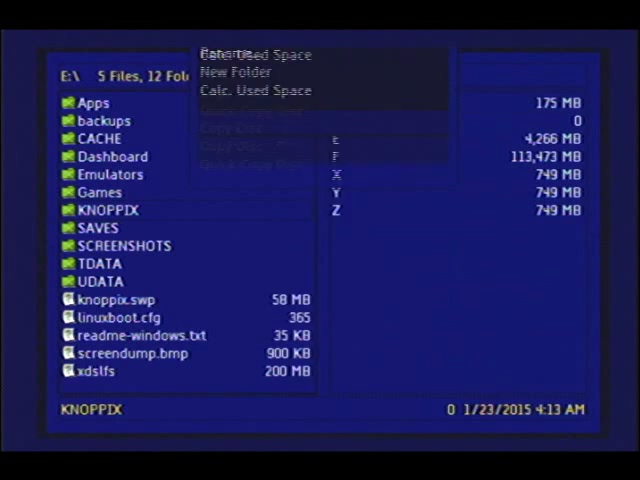 Calc. Used Space
New Folder
Calc. Used Space
E:\ 5 Files, 12
Apps
backups
CACHE
Dashboard
Emulators
Games
KNOPPIX
SAVES
SCREENSHOTS
TDATA
UDATA
knoppix.swp 58 MB
linuxboot.cfg 365
readme-windows.txt 35 KB
screendump.bmp 900 KB
xdslfs 200 MB
175 MB
0
E 4,266 MB
F 113,473 MB
X 749 MB
Y 749 MB
Z 749 MB
KNOPPIX 0 1/23/2015 4:13 AM